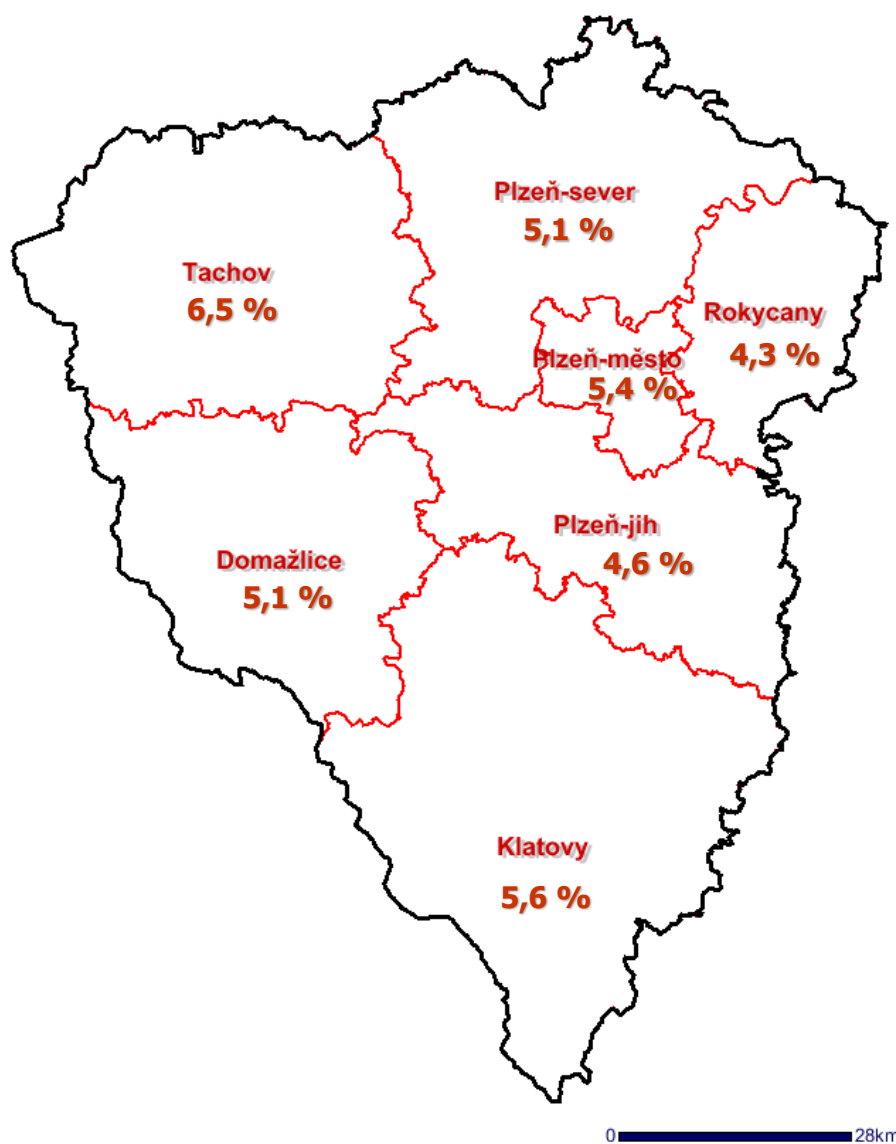 Plzeň-sever
5,1 %
Tachov
6,5 %
Rokycany
4,3 %
Plzeň-město
5,4 %
Plzeň-jih
4,6 %
Domažlice
5,1 %
Klatovy
5,6 %
0 28km